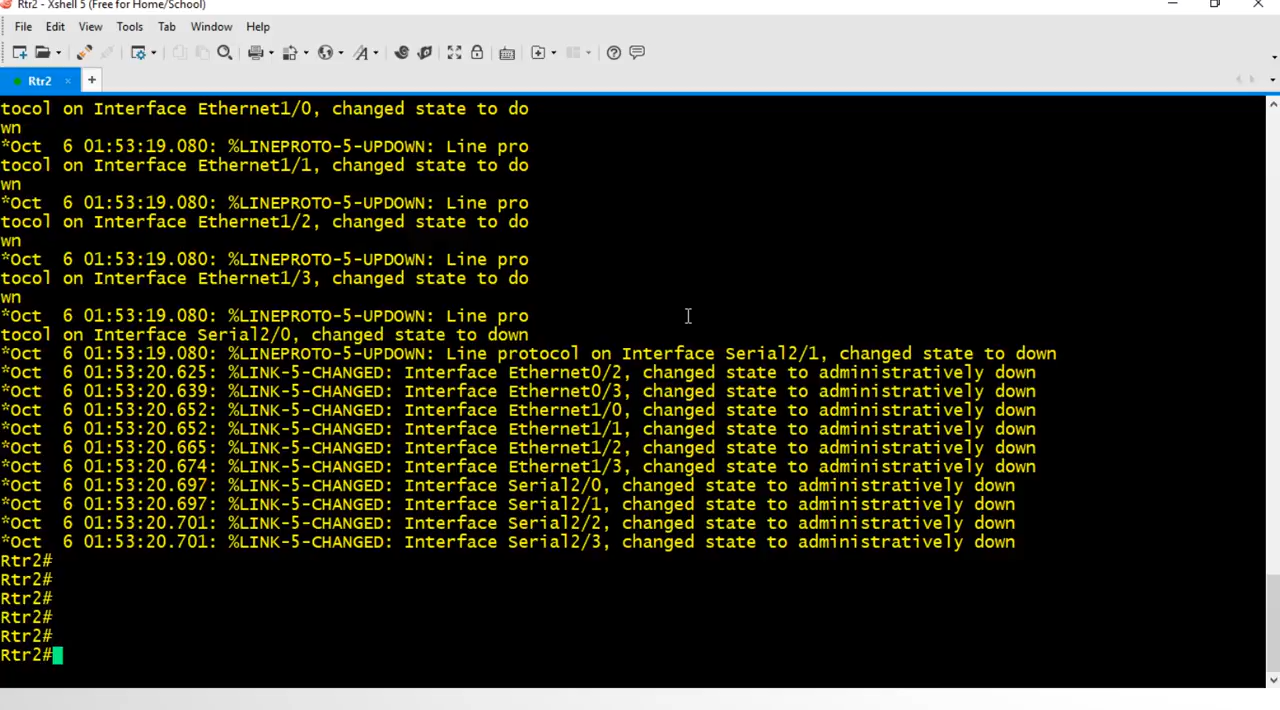 Rtr2 - Xshell 5 (Free for Home/School)
File Edit View Tools Tab Window Help
Rtr2 × +
tocol on Interface Ethernet1/0, changed state to do
wn
*Oct  6 01:53:19.080: %LINEPROTO-5-UPDOWN: Line pro
tocol on Interface Ethernet1/1, changed state to do
wn
*Oct  6 01:53:19.080: %LINEPROTO-5-UPDOWN: Line pro
tocol on Interface Ethernet1/2, changed state to do
wn
*Oct  6 01:53:19.080: %LINEPROTO-5-UPDOWN: Line pro
tocol on Interface Ethernet1/3, changed state to do
wn
*Oct  6 01:53:19.080: %LINEPROTO-5-UPDOWN: Line pro
tocol on Interface Serial2/0, changed state to down
*Oct  6 01:53:19.080: %LINEPROTO-5-UPDOWN: Line protocol on Interface Serial2/1, changed state to down
*Oct  6 01:53:20.625: %LINK-5-CHANGED: Interface Ethernet0/2, changed state to administratively down
*Oct  6 01:53:20.639: %LINK-5-CHANGED: Interface Ethernet0/3, changed state to administratively down
*Oct  6 01:53:20.652: %LINK-5-CHANGED: Interface Ethernet1/0, changed state to administratively down
*Oct  6 01:53:20.652: %LINK-5-CHANGED: Interface Ethernet1/1, changed state to administratively down
*Oct  6 01:53:20.665: %LINK-5-CHANGED: Interface Ethernet1/2, changed state to administratively down
*Oct  6 01:53:20.674: %LINK-5-CHANGED: Interface Ethernet1/3, changed state to administratively down
*Oct  6 01:53:20.697: %LINK-5-CHANGED: Interface Serial2/0, changed state to administratively down
*Oct  6 01:53:20.697: %LINK-5-CHANGED: Interface Serial2/1, changed state to administratively down
*Oct  6 01:53:20.701: %LINK-5-CHANGED: Interface Serial2/2, changed state to administratively down
*Oct  6 01:53:20.701: %LINK-5-CHANGED: Interface Serial2/3, changed state to administratively down
Rtr2#
Rtr2#
Rtr2#
Rtr2#
Rtr2#
Rtr2#